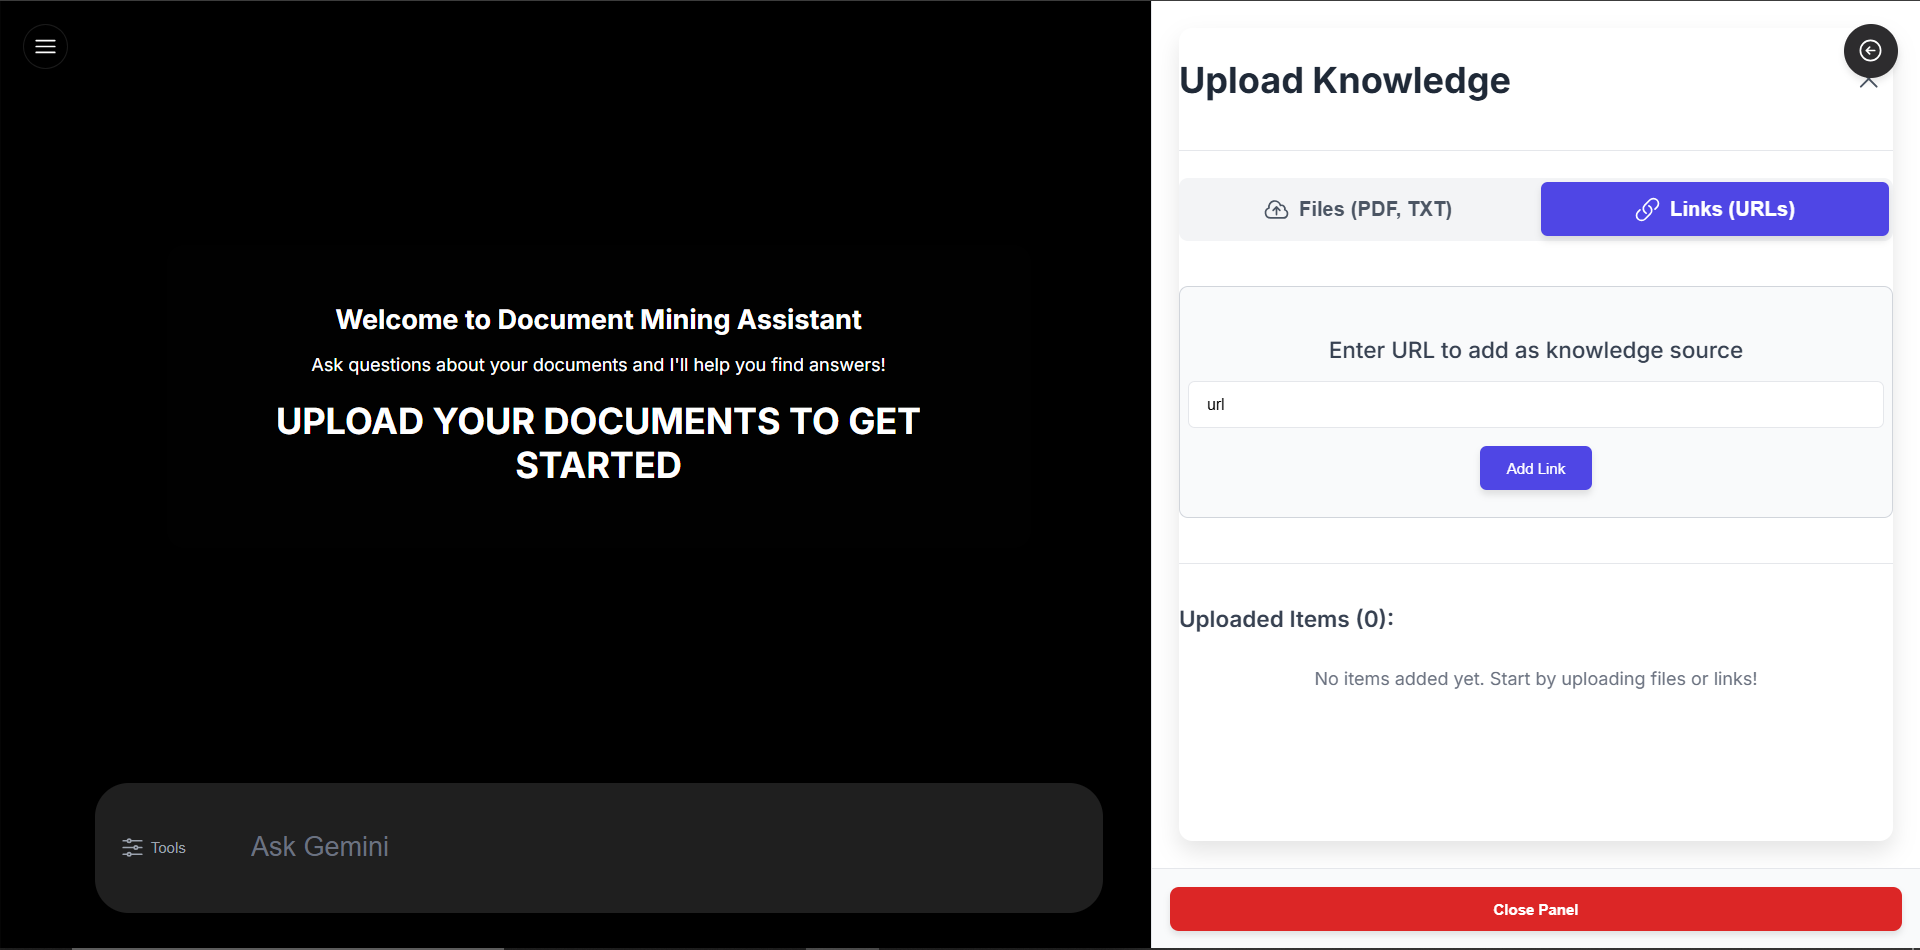 Welcome to Document Mining Assistant
Ask questions about your documents and I'll help you find answers!
UPLOAD YOUR DOCUMENTS TO GET
STARTED
Tools
Ask Gemini
Upload Knowledge
Files (PDF, TXT)
Links (URLs)
Enter URL to add as knowledge source
url
Add Link
Uploaded Items (0):
No items added yet. Start by uploading files or links!
Close Panel